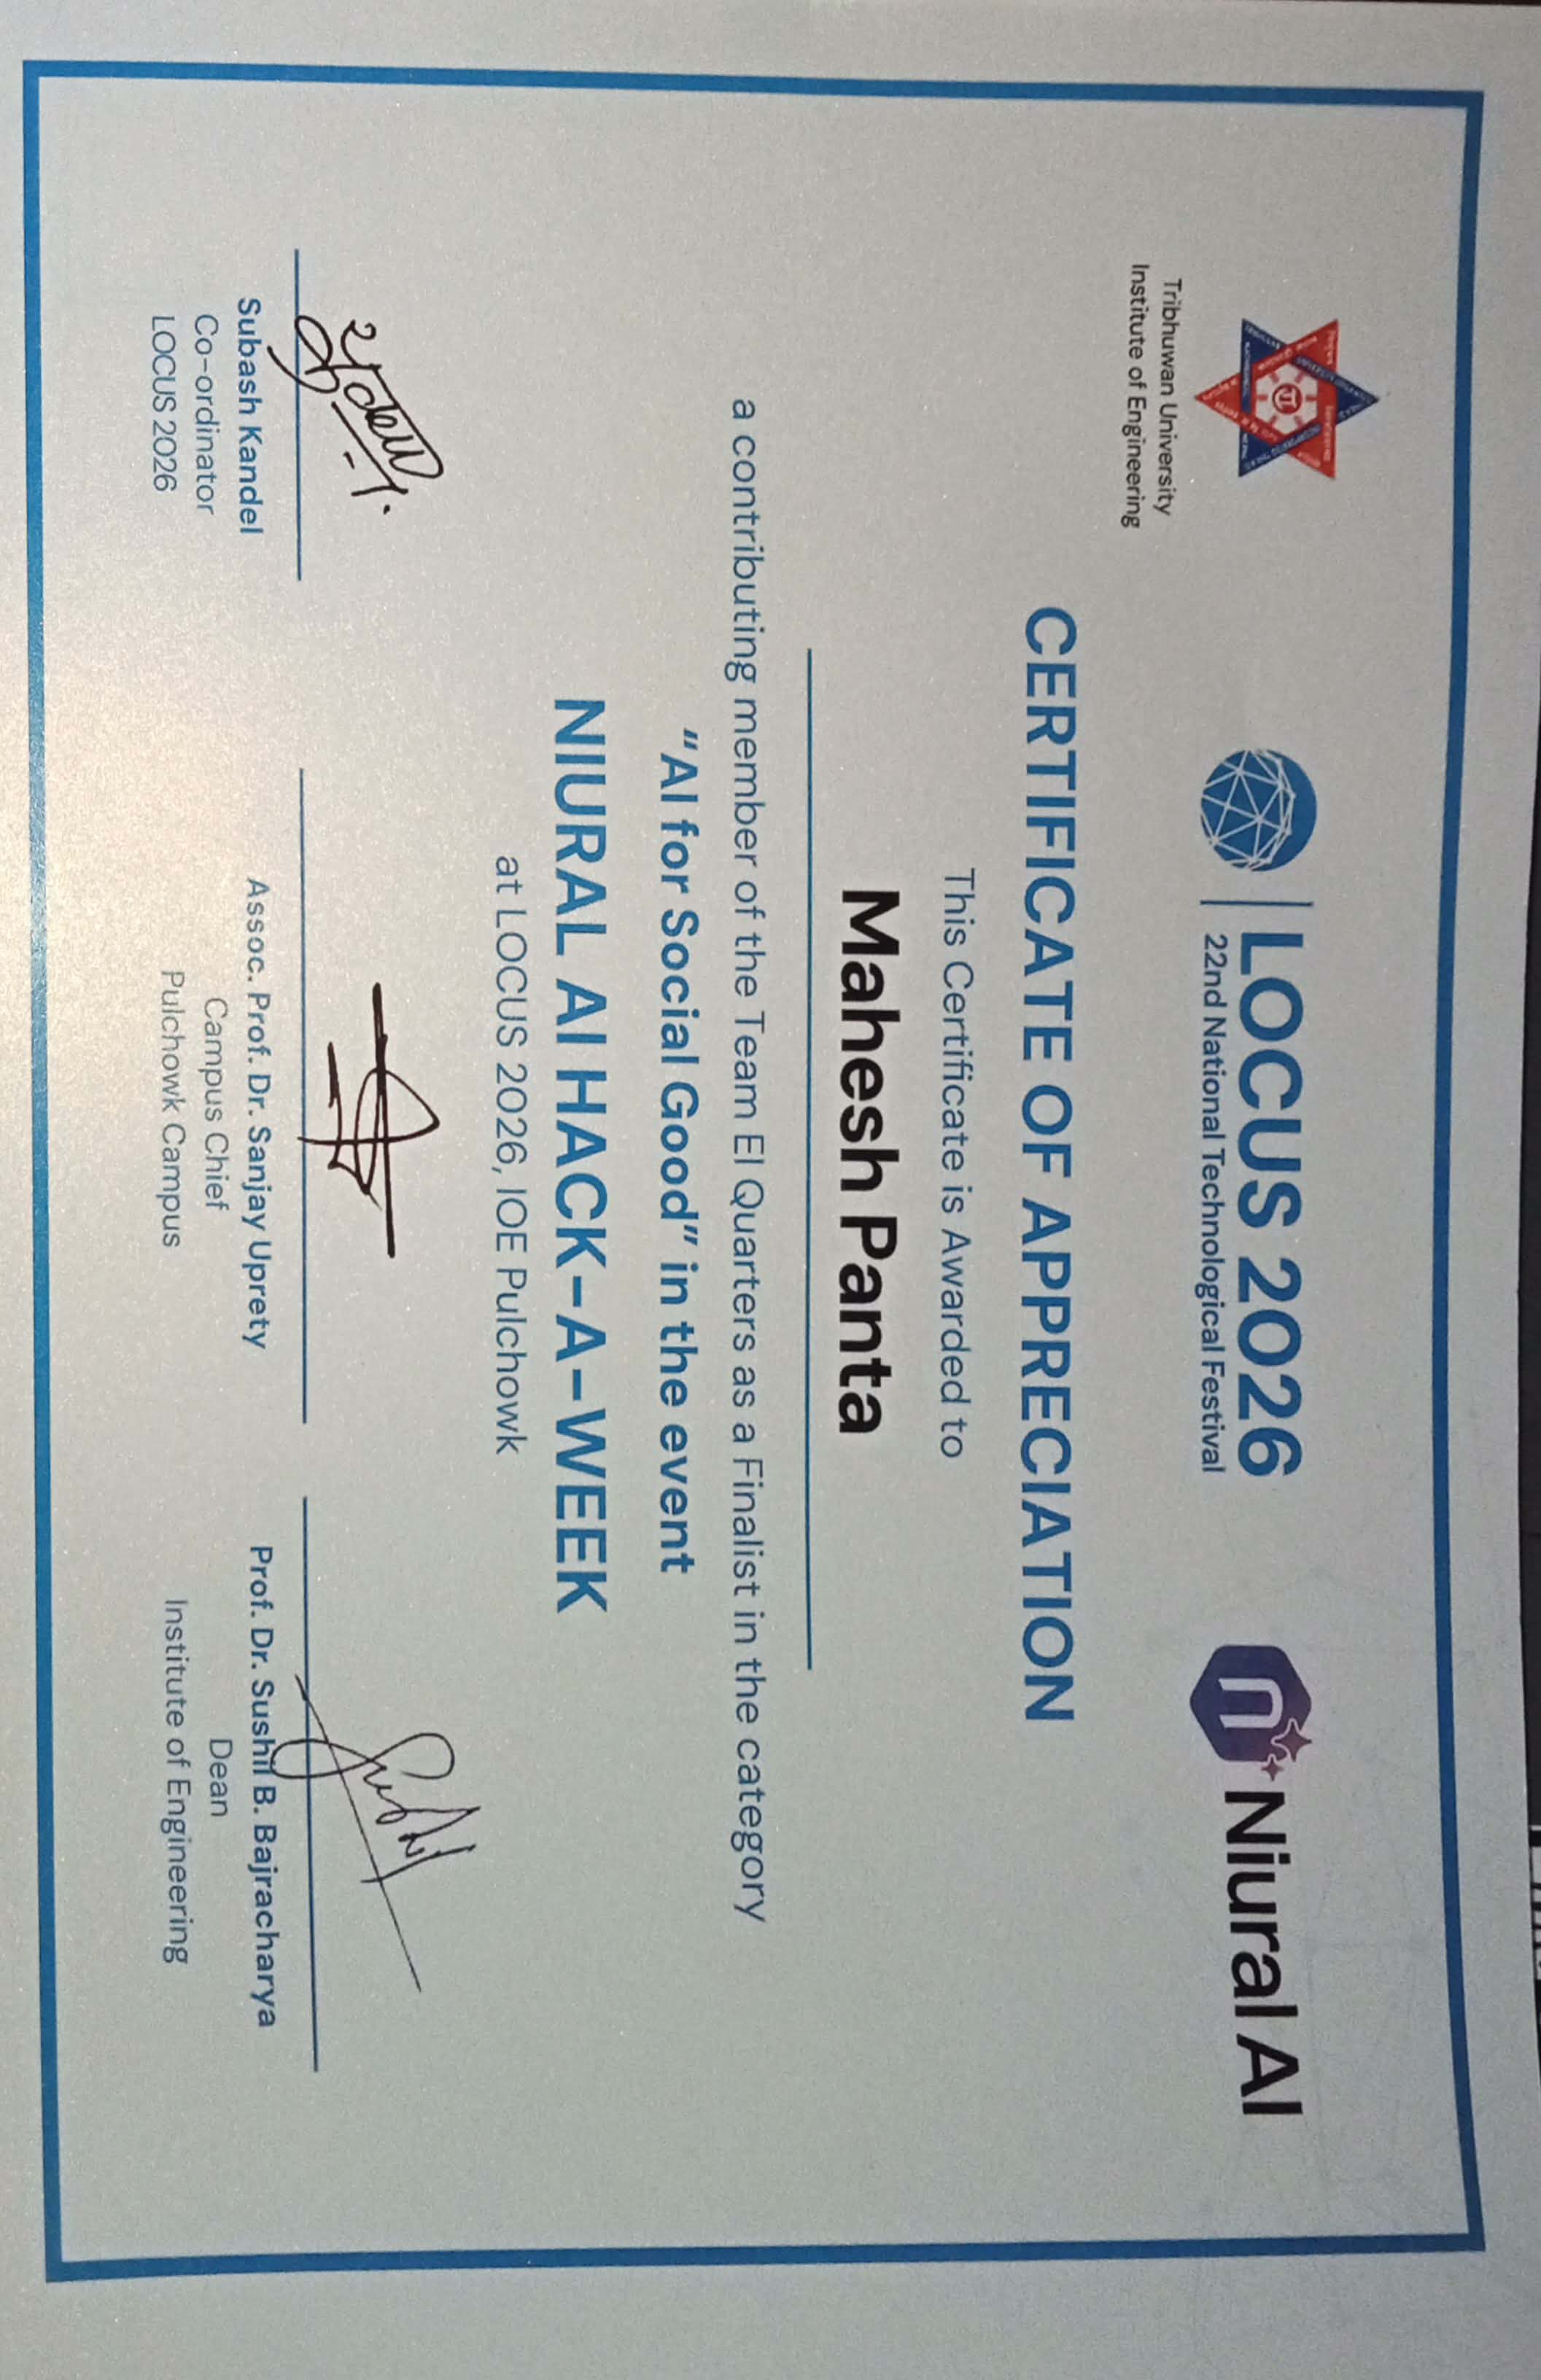 Tribhuwan University
Institute of Engineering
LOCUS 2026
22nd National Technological Festival
Niural AI
CERTIFICATE OF APPRECIATION
This Certificate is Awarded to
Mahesh Panta
a contributing member of the Team El Quarters as a Finalist in the category
“AI for Social Good” in the event
NIURAL AI HACK-A-WEEK
at LOCUS 2026, IOE Pulchowk
Subash Kandel
Co-ordinator
LOCUS 2026
Assoc. Prof. Dr. Sanjay Uprety
Campus Chief
Pulchowk Campus
Prof. Dr. Sushil B. Bajracharya
Dean
Institute of Engineering